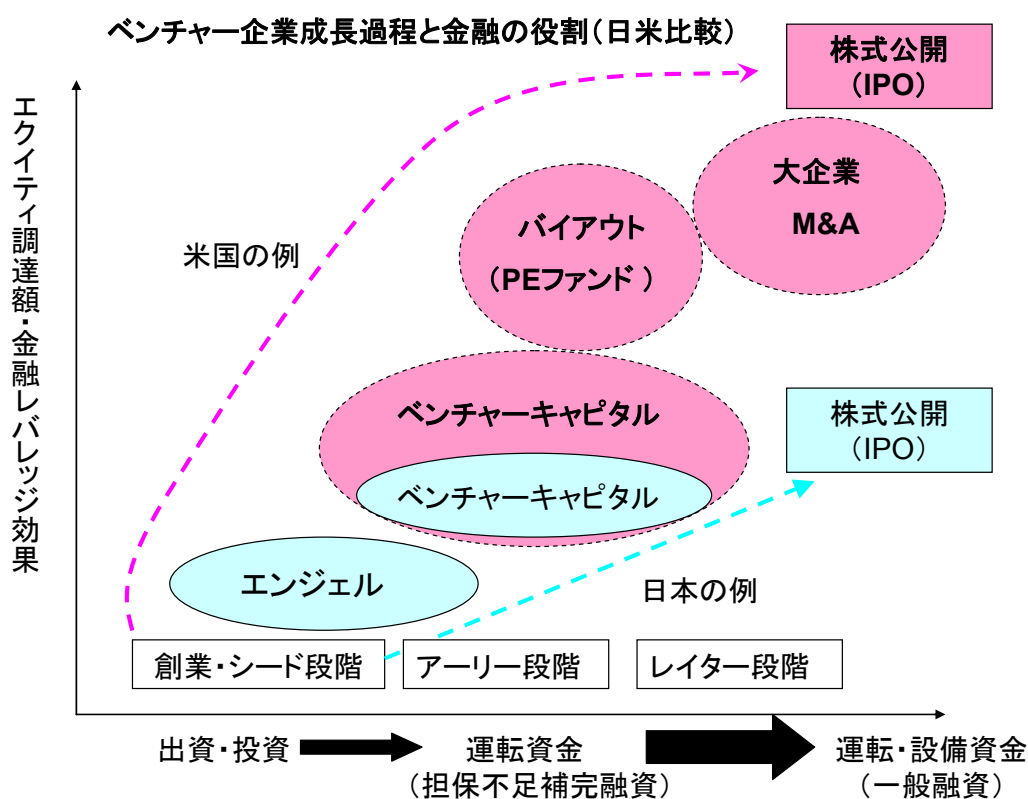 ベンチャー企業成長過程と金融の役割(日米比較)
株式公開
(IPO)
大企業
M&A
バイアウト
(PEファンド )
米国の例
エクイティ調達額・金融レバレッジ効果
ベンチャーキャピタル
株式公開
(IPO)
ベンチャーキャピタル
エンジェル
日本の例
創業・シード段階
アーリー段階
レイター段階
出資・投資
運転資金
(担保不足補完融資)
運転・設備資金
(一般融資)